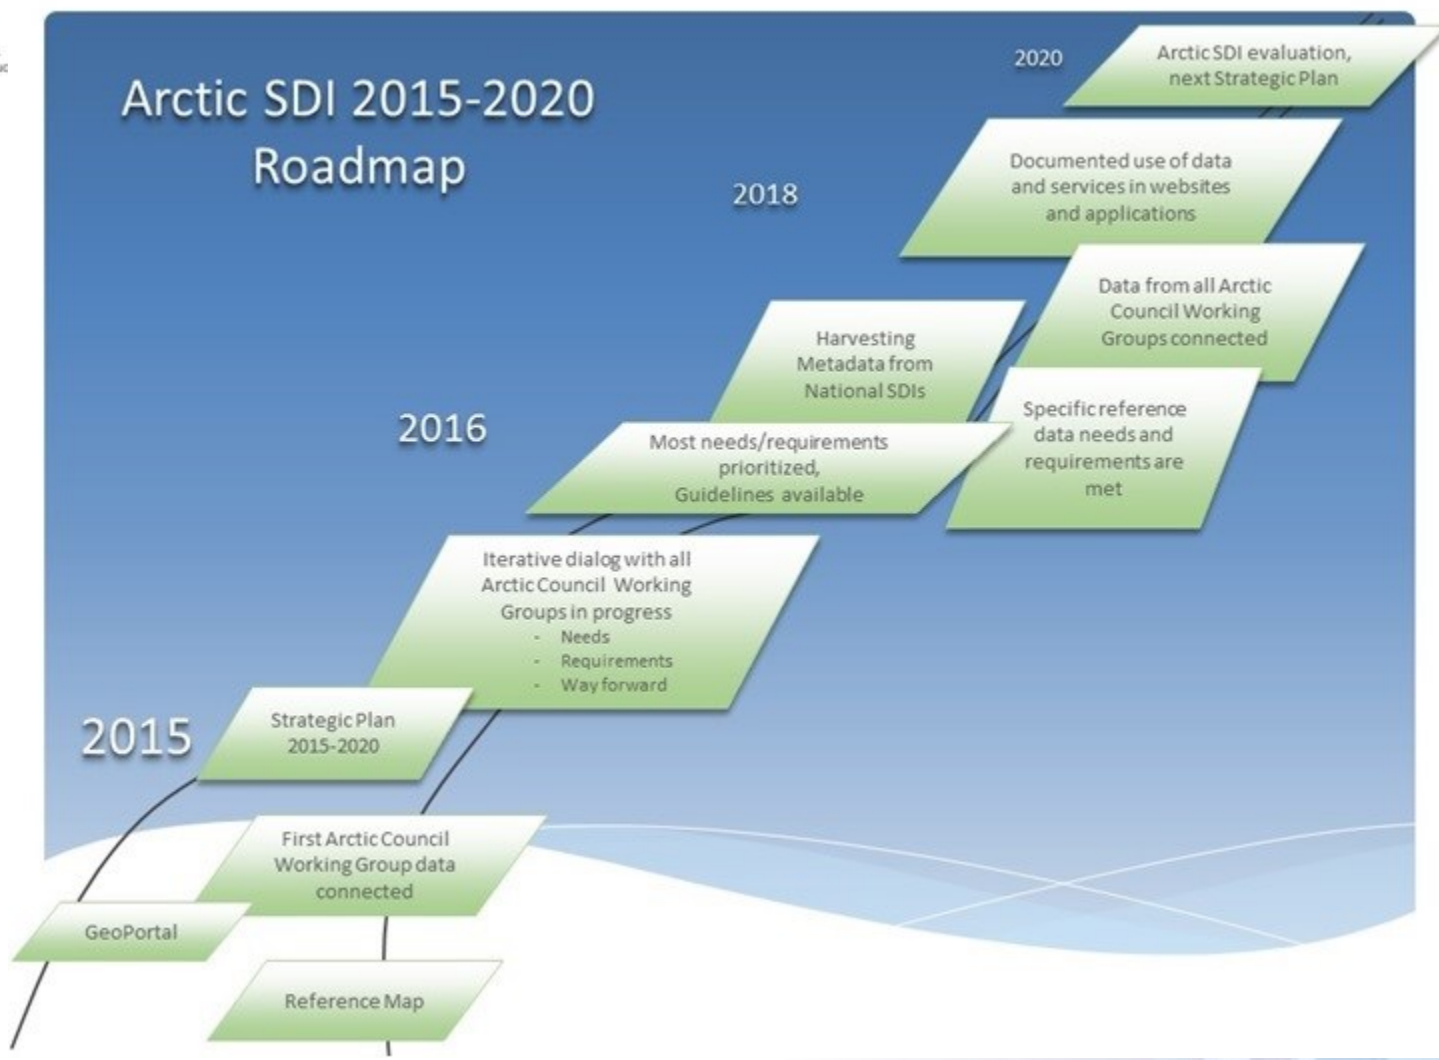 Arctic SDI 2015-2020
Roadmap
2020
Arctic SDI evaluation,
next Strategic Plan
2018
Documented use of data
and services in websites
and applications
Data from all Arctic
Council Working
Groups connected
Harvesting
Metadata from
National SDIs
Specific reference
data needs and
requirements are
met
2016
Most needs/requirements
prioritized,
Guidelines available
Iterative dialog with all
Arctic Council Working
Groups in progress
- Needs
- Requirements
- Way forward
2015
Strategic Plan
2015-2020
First Arctic Council
Working Group data
connected
GeoPortal
Reference Map